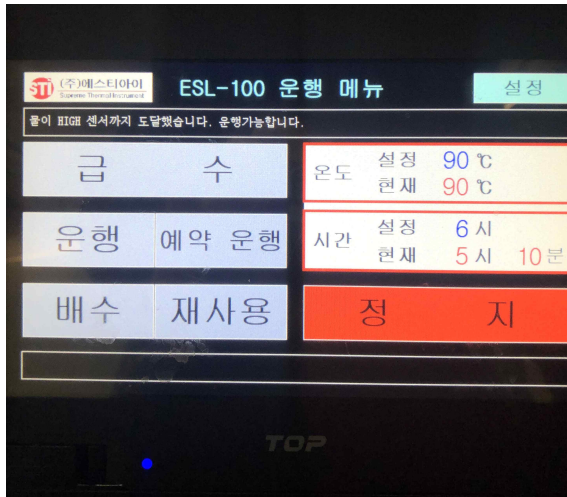 STI (주)에스티아이
Supreme Thermal Instrument
ESL-100 운행 메뉴
설정
물이 HIGH 센서까지 도달했습니다. 운행가능합니다.
급 수
온도 설정 90 ℃
현재 90 ℃
운행 예약 운행
시간 설정 6 시
현재 5 시 10 분
배수 재사용
정 지
TOP